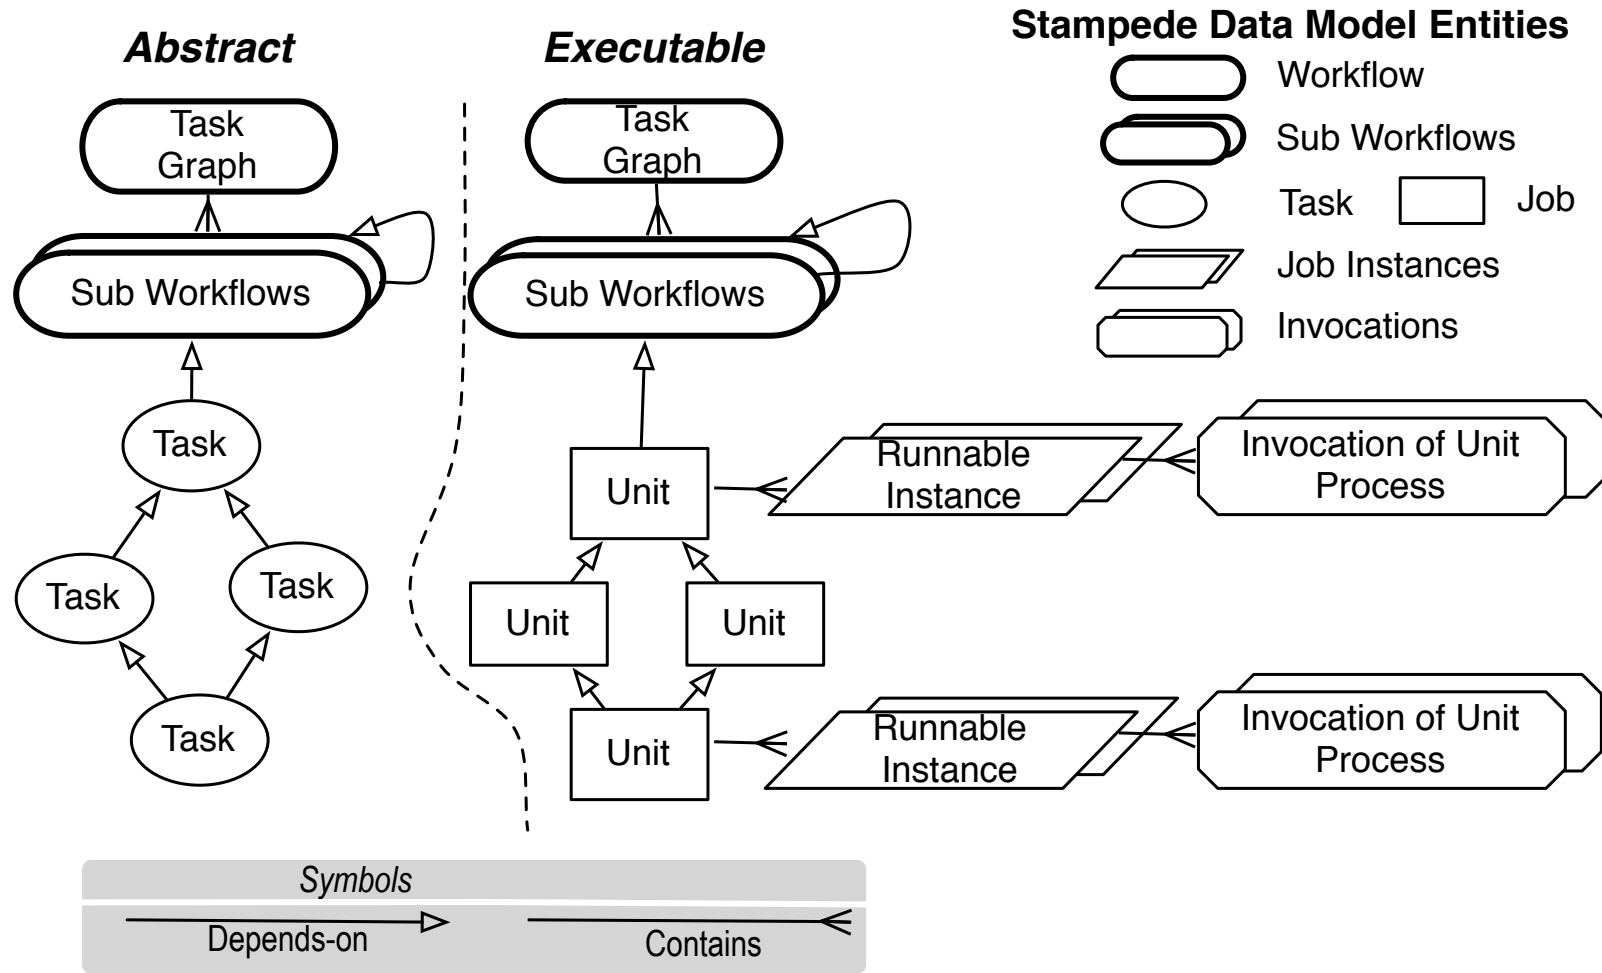 Abstract
Executable
Stampede Data Model Entities
Workflow
Sub Workflows
Task
Job
Job Instances
Invocations
Task
Graph
Task
Graph
Sub Workflows
Sub Workflows
Task
Task
Task
Task
Unit
Runnable
Instance
Invocation of Unit
Process
Unit
Unit
Unit
Runnable
Instance
Invocation of Unit
Process
Symbols
Depends-on
Contains